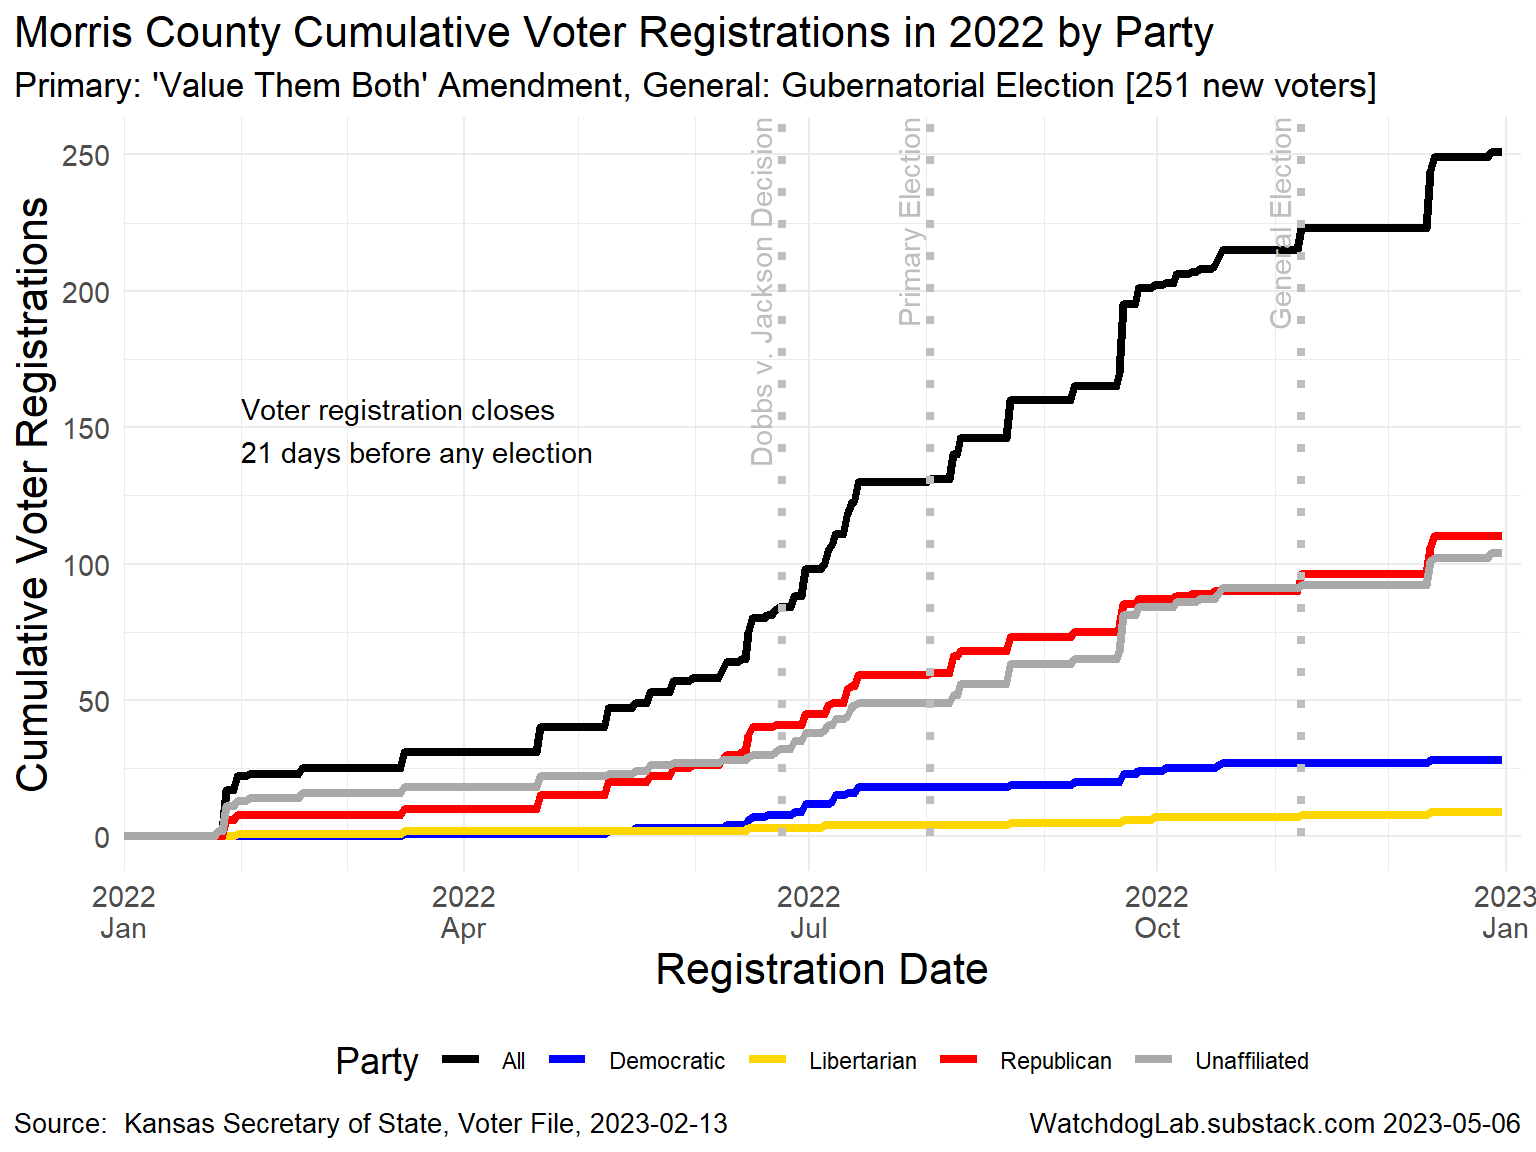 Morris County Cumulative Voter Registrations in 2022 by Party
Primary: 'Value Them Both' Amendment, General: Gubernatorial Election [251 new voters]
Cumulative Voter Registrations
250
200
150
100
50
0
Dobbs v. Jackson Decision
Primary Election
General Election
Voter registration closes
21 days before any election
2022
Jan
2022
Apr
2022
Jul
2022
Oct
2023
Jan
Registration Date
Party All Democratic Libertarian Republican Unaffiliated
Source: Kansas Secretary of State, Voter File, 2023-02-13
WatchdogLab.substack.com 2023-05-06